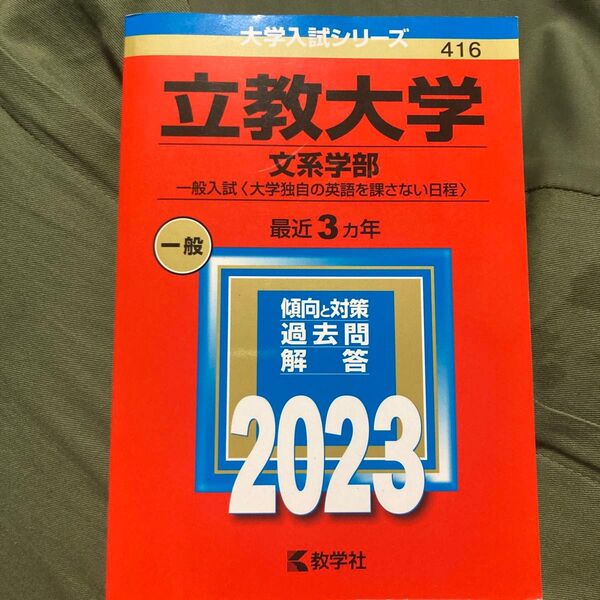 大学入試シリーズ
416
立教大学
文系学部
一般入試〈大学独自の英語を課さない日程〉
最近3カ年
一般
傾向と対策
過去問
解答
2023
教学社